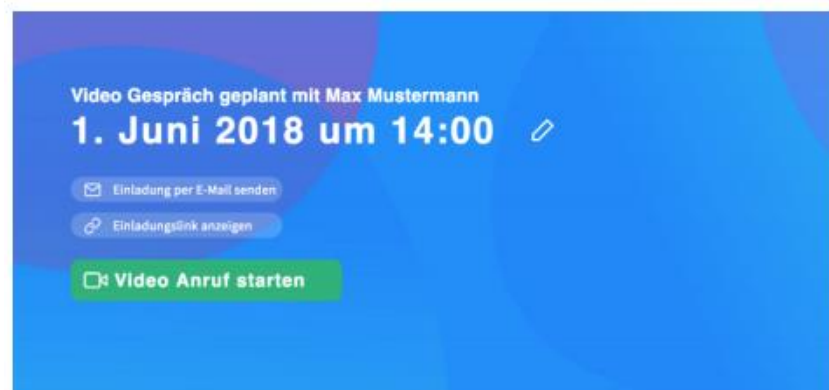 Video Gespräch geplant mit Max Mustermann
1. Juni 2018 um 14:00
Einladung per E-Mail senden
Einladungslink anzeigen
Video Anruf starten